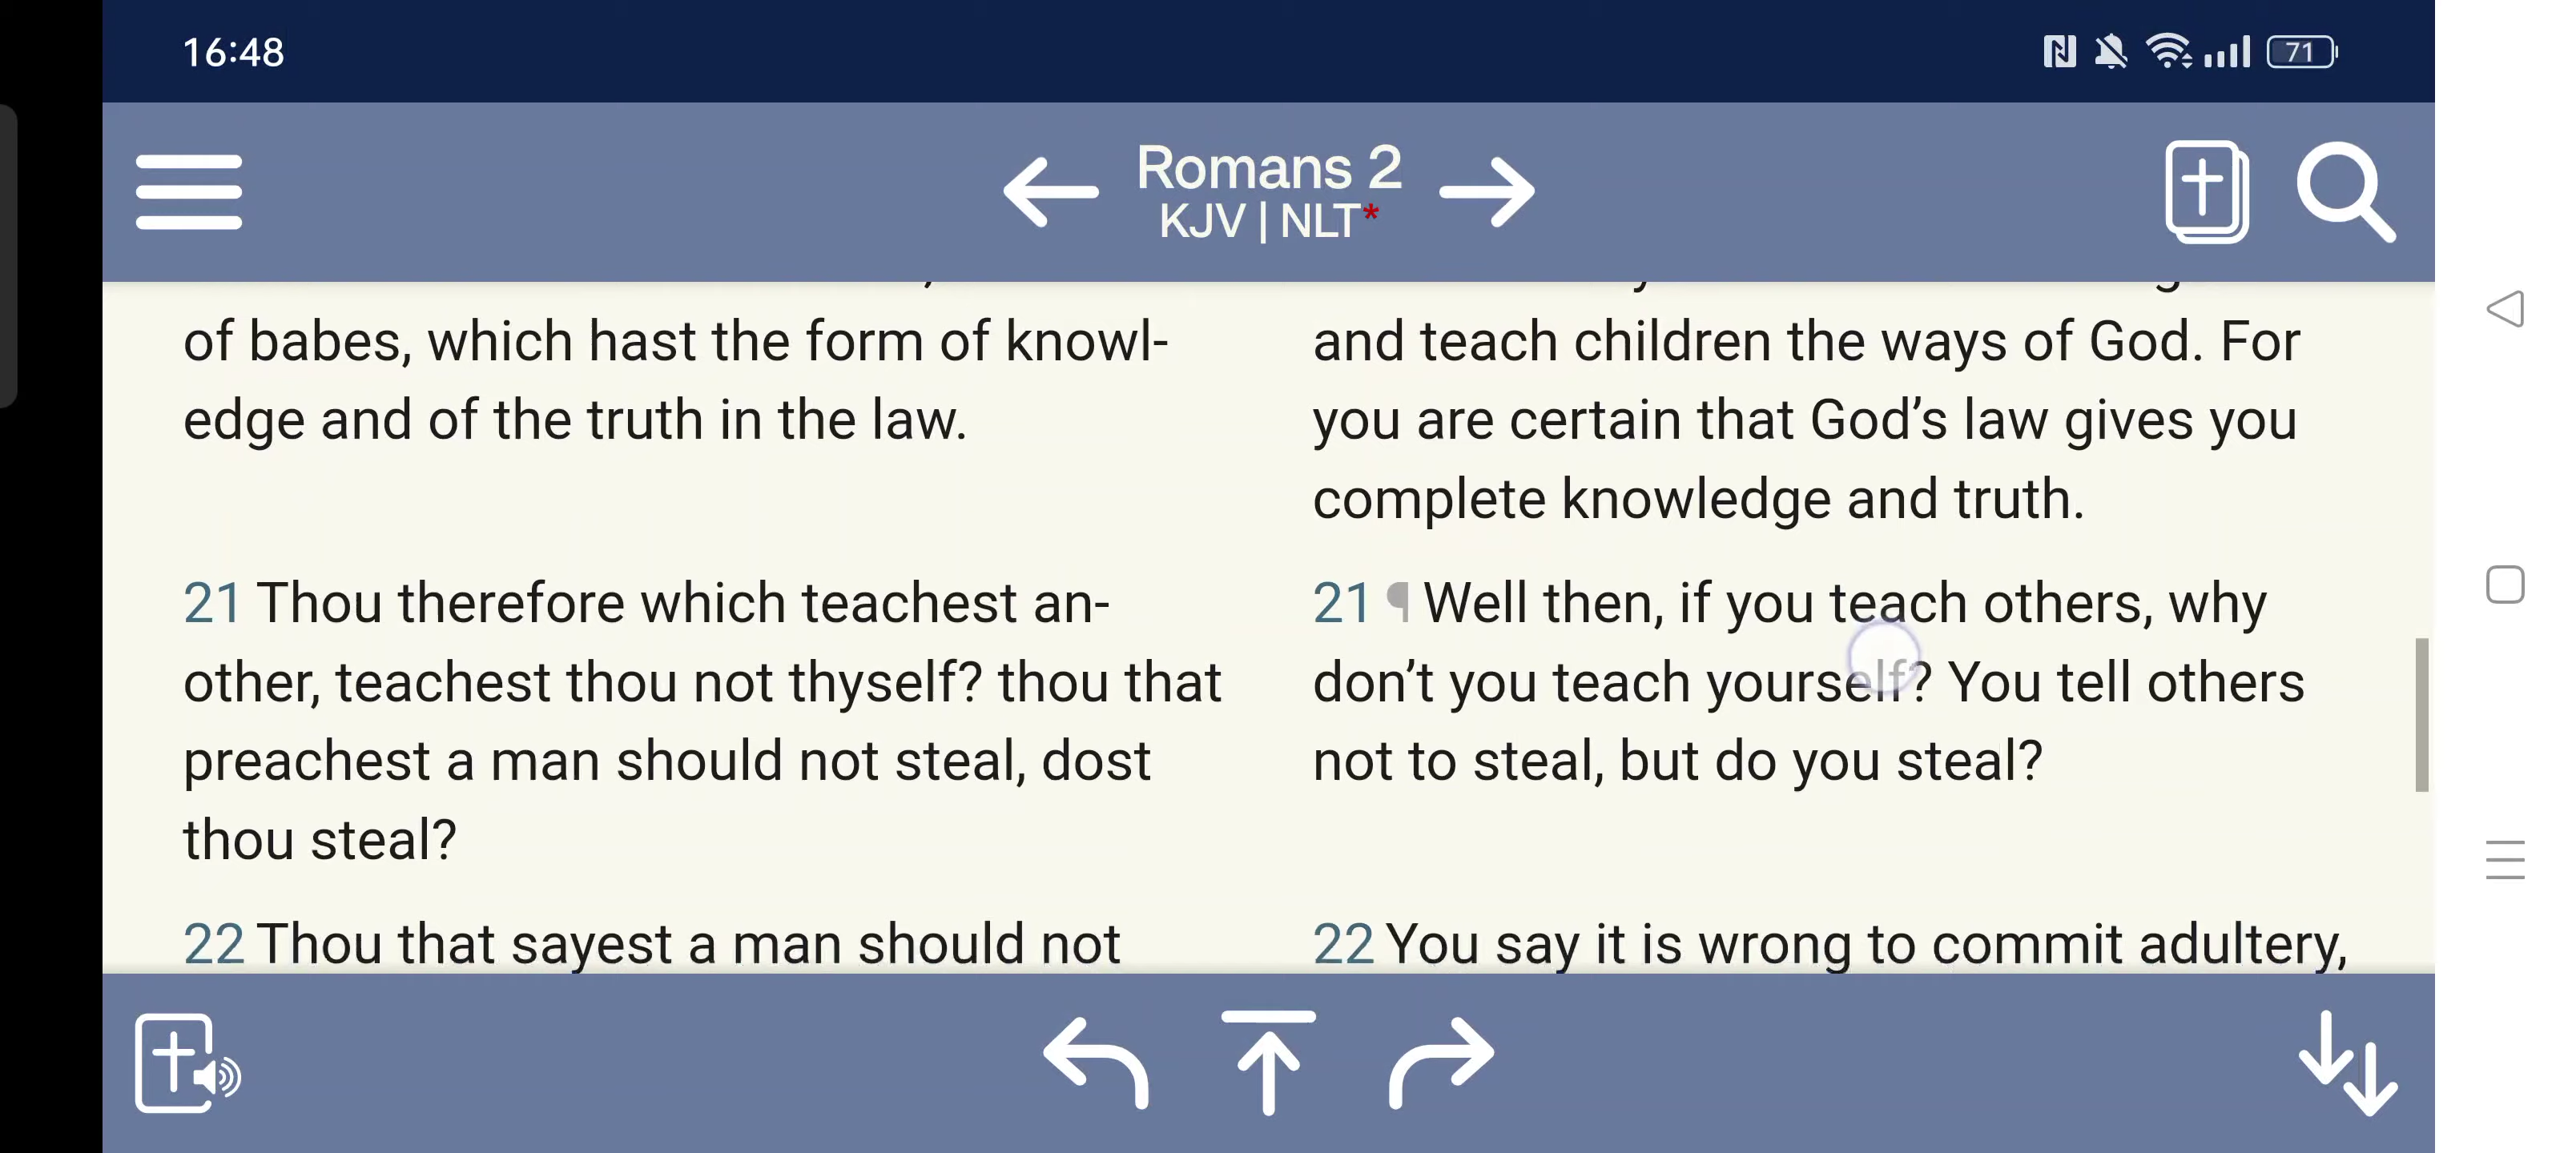 16:48
71
Romans 2
KJV | NLT*
of babes, which hast the form of knowl-
edge and of the truth in the law.
21 Thou therefore which teachest an-
other, teachest thou not thyself? thou that
preachest a man should not steal, dost
thou steal?
22 Thou that sayest a man should not
and teach children the ways of God. For
you are certain that God’s law gives you
complete knowledge and truth.
21 ¶ Well then, if you teach others, why
don’t you teach yourself? You tell others
not to steal, but do you steal?
22 You say it is wrong to commit adultery,